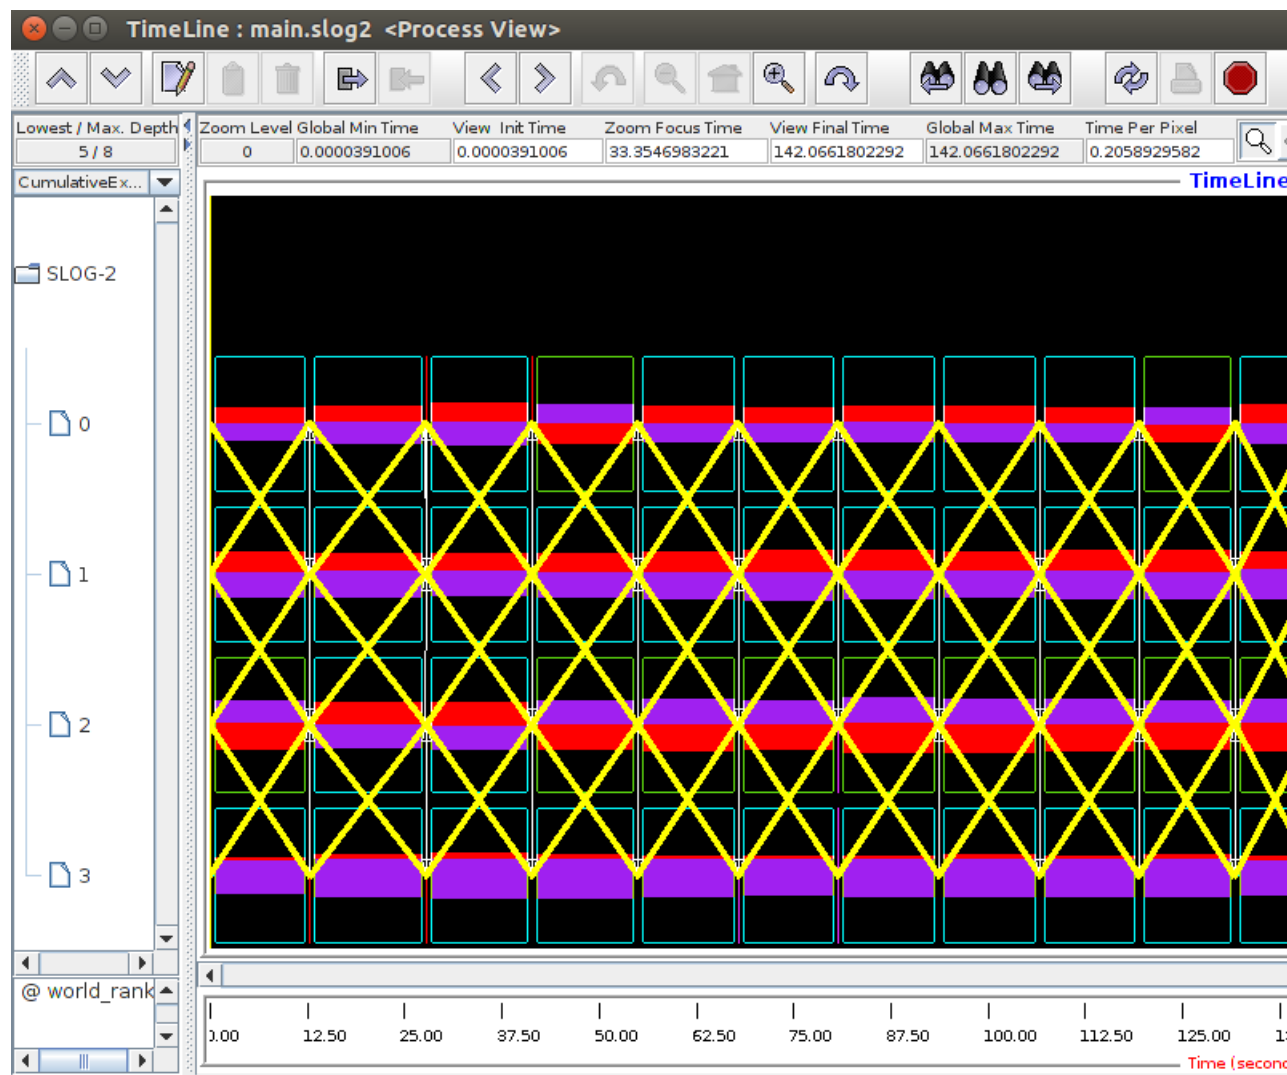 TimeLine : main.slog2 <Process View>
Lowest / Max. Depth Zoom Level Global Min Time View Init Time Zoom Focus Time View Final Time Global Max Time Time Per Pixel
5 / 8 0 0.0000391006 0.0000391006 33.3546983221 142.0661802292 142.0661802292 0.2058929582
CumulativeEx...
TimeLine
SLOG-2
0
1
2
3
@ world_rank
12.50 25.00 37.50 50.00 62.50 75.00 87.50 100.00 112.50 125.00
Time (second